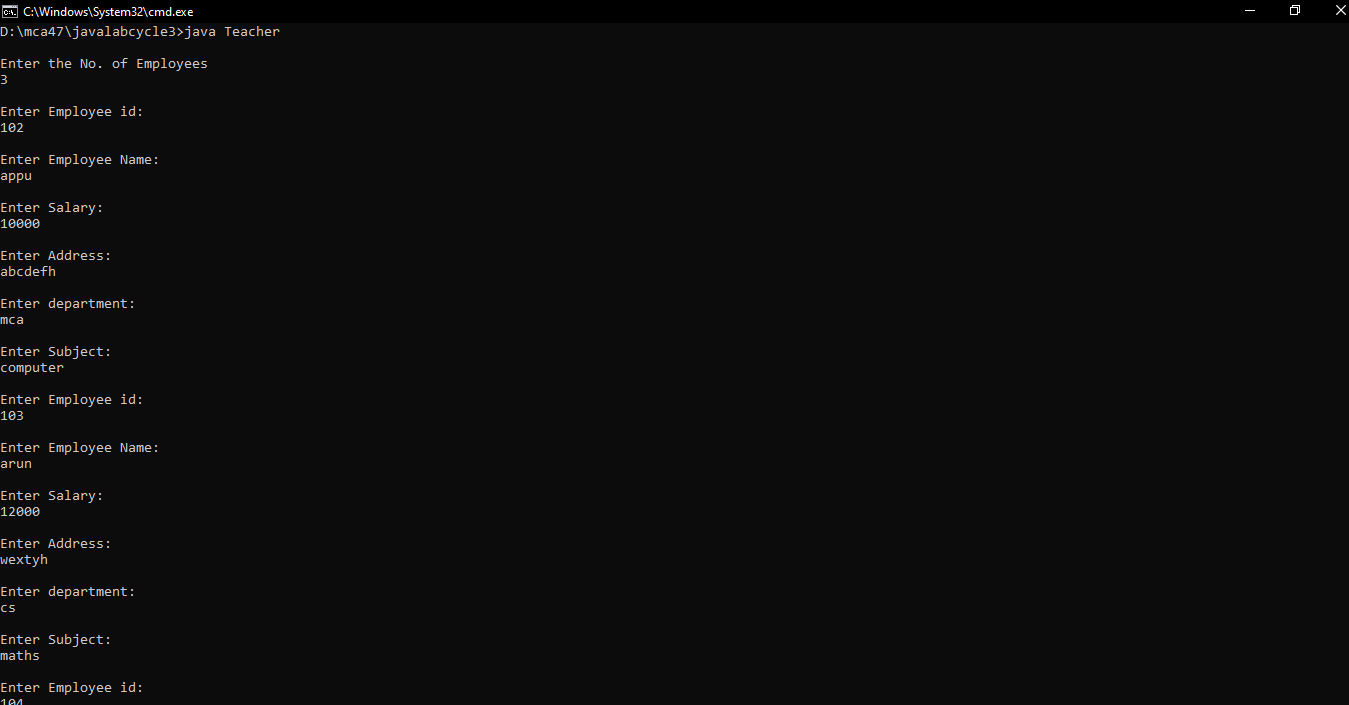 C:\Windows\System32\cmd.exe
D:\mca47\javalabcycle3>java Teacher
Enter the No. of Employees
3
Enter Employee id:
102
Enter Employee Name:
appu
Enter Salary:
10000
Enter Address:
abcdefh
Enter department:
mca
Enter Subject:
computer
Enter Employee id:
103
Enter Employee Name:
arun
Enter Salary:
12000
Enter Address:
wextyh
Enter department:
cs
Enter Subject:
maths
Enter Employee id:
104